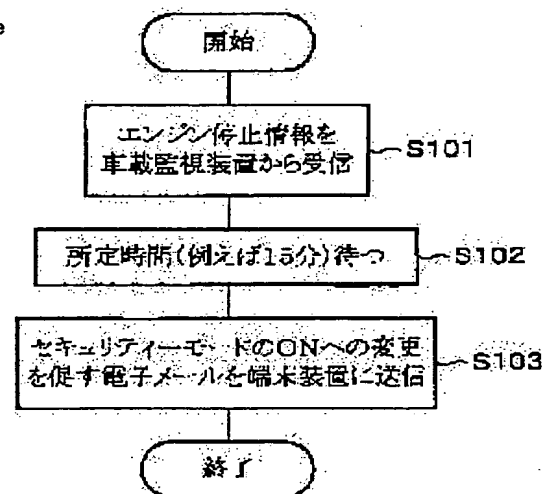 e
開始
エンジン停止情報を
車載監視装置から受信
S101
所定時間(例えば15分)待つ
S102
セキュリティーモードのONへの変更
を促す電子メールを端末装置に送信
S103
終了